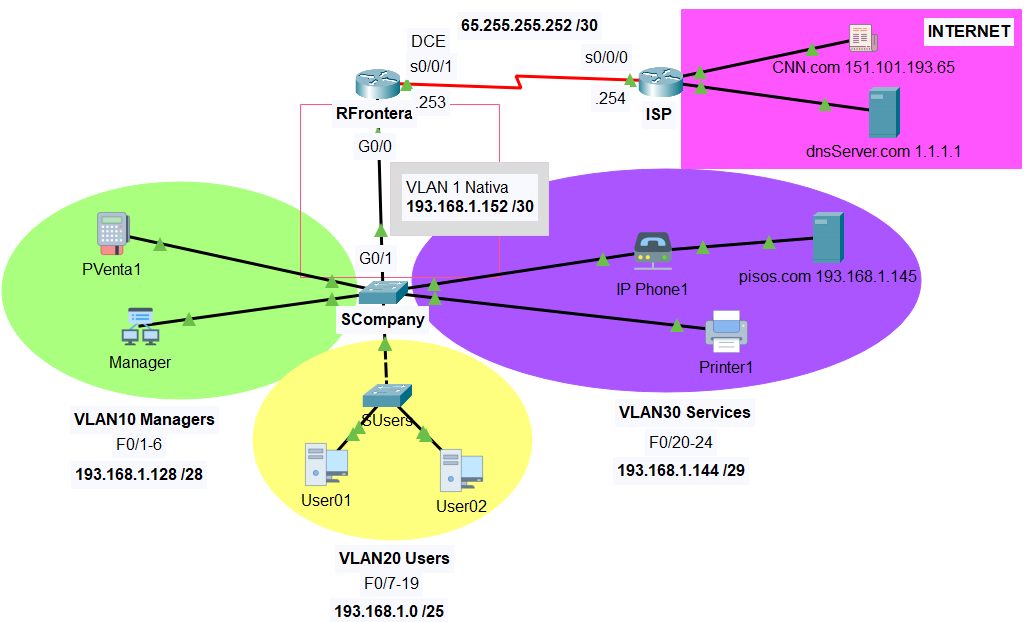 65.255.255.252 /30
INTERNET
DCE
s0/0/1
s0/0/0
CNN.com 151.101.193.65
.253
.254
RFrontera
ISP
dnsServer.com 1.1.1.1
G0/0
VLAN 1 Nativa
193.168.1.152 /30
G0/1
PVenta1
IP Phone1
pisos.com 193.168.1.145
SCompany
Manager
Printer1
SUsers
VLAN10 Managers
F0/1-6
193.168.1.128 /28
VLAN30 Services
F0/20-24
193.168.1.144 /29
User01
User02
VLAN20 Users
F0/7-19
193.168.1.0 /25